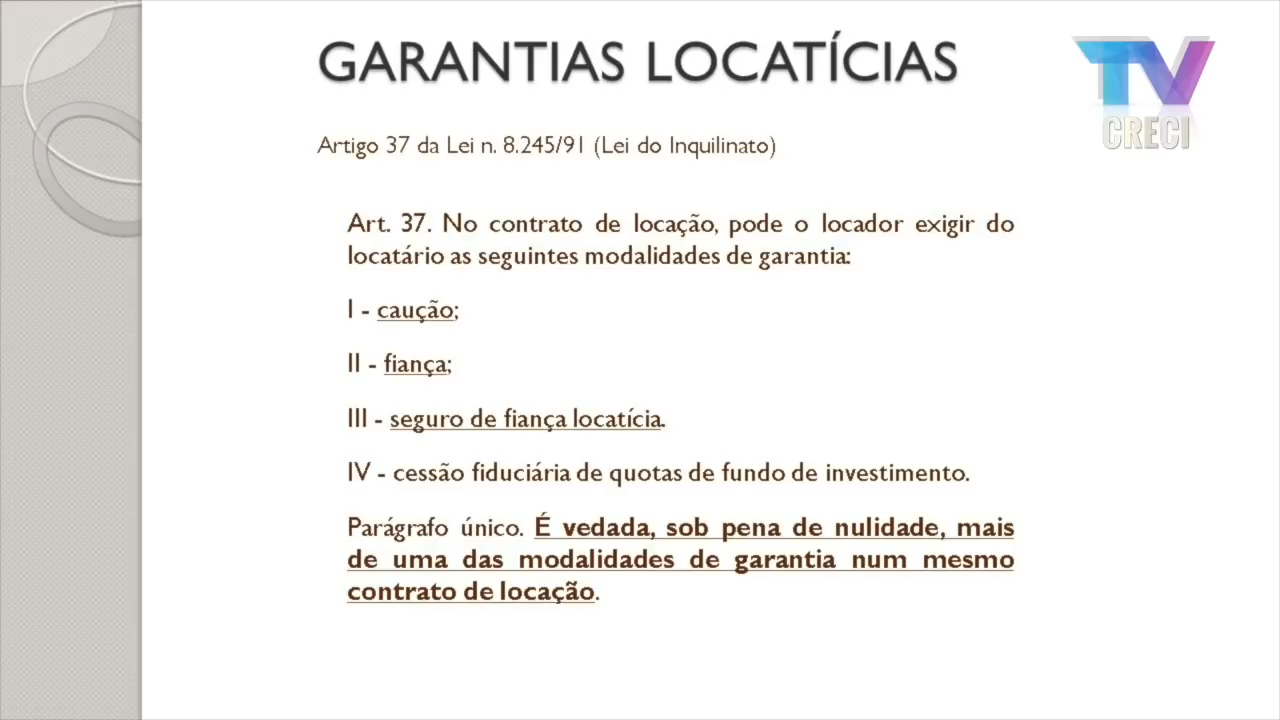 GARANTIAS LOCATÍCIAS
TV
CRECI
Artigo 37 da Lei n. 8.245/91 (Lei do Inquilinato)
Art. 37. No contrato de locação, pode o locador exigir do
locatário as seguintes modalidades de garantia:
I - caução;
II - fiança;
III - seguro de fiança locatícia.
IV - cessão fiduciária de quotas de fundo de investimento.
Parágrafo único. É vedada, sob pena de nulidade, mais
de uma das modalidades de garantia num mesmo
contrato de locação.